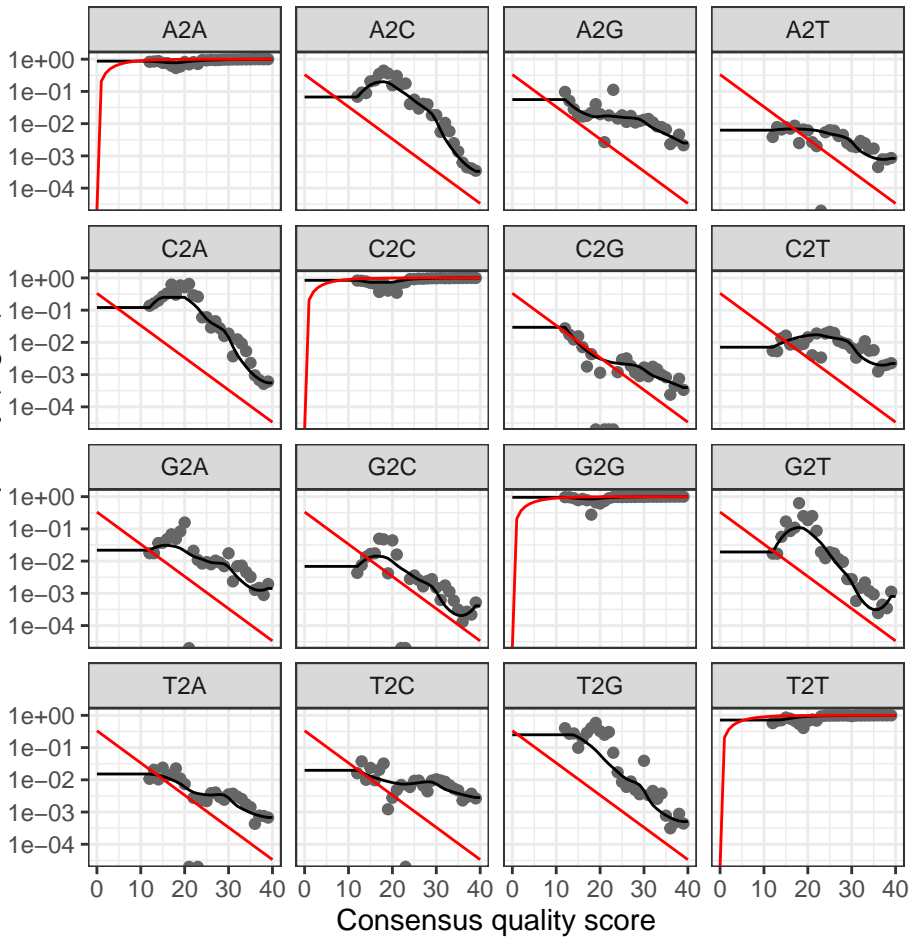 A2A A2C A2G A2T
1e+00
1e−01
1e−02
1e−03
1e−04
C2A C2C C2G C2T
1e+00
1e−01
1e−02
1e−03
1e−04
G2A G2C G2G G2T
1e+00
1e−01
1e−02
1e−03
1e−04
T2A T2C T2G T2T
1e+00
1e−01
1e−02
1e−03
1e−04
0 10 20 30 40 0 10 20 30 40 0 10 20 30 40 0 10 20 30 40
Consensus quality score